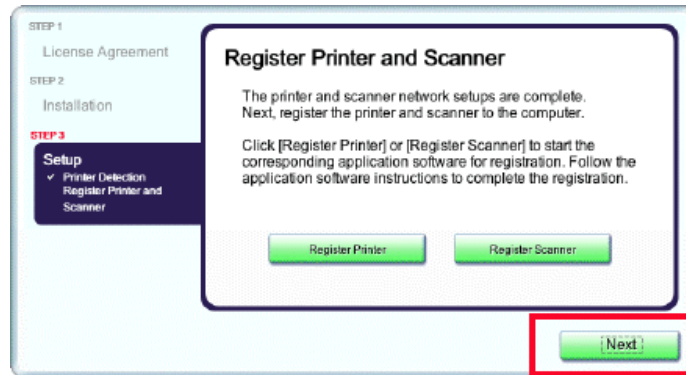 STEP 1
License Agreement
STEP 2
Installation
STEP 3
Setup
✓ Printer Detection
Register Printer and
Scanner
Register Printer and Scanner
The printer and scanner network setups are complete.
Next, register the printer and scanner to the computer.
Click [Register Printer] or [Register Scanner] to start the
corresponding application software for registration. Follow the
application software instructions to complete the registration.
Register Printer
Register Scanner
Next